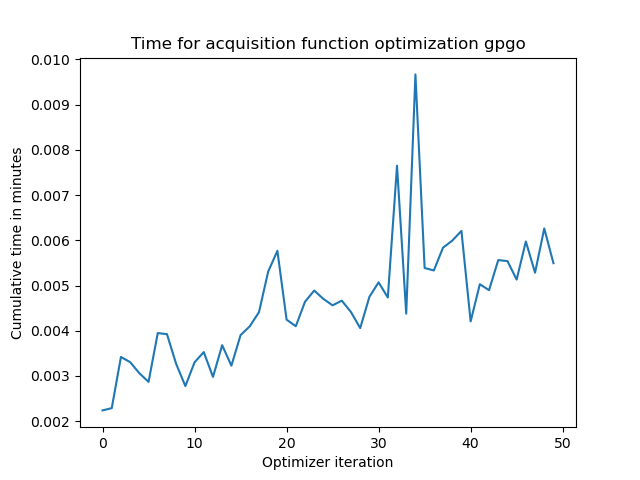 Time for acquisition function optimization gpgo
0.010
0.009
0.008
0.007
0.006
0.005
0.004
0.003
0.002
Cumulative time in minutes
0 10 20 30 40 50
Optimizer iteration